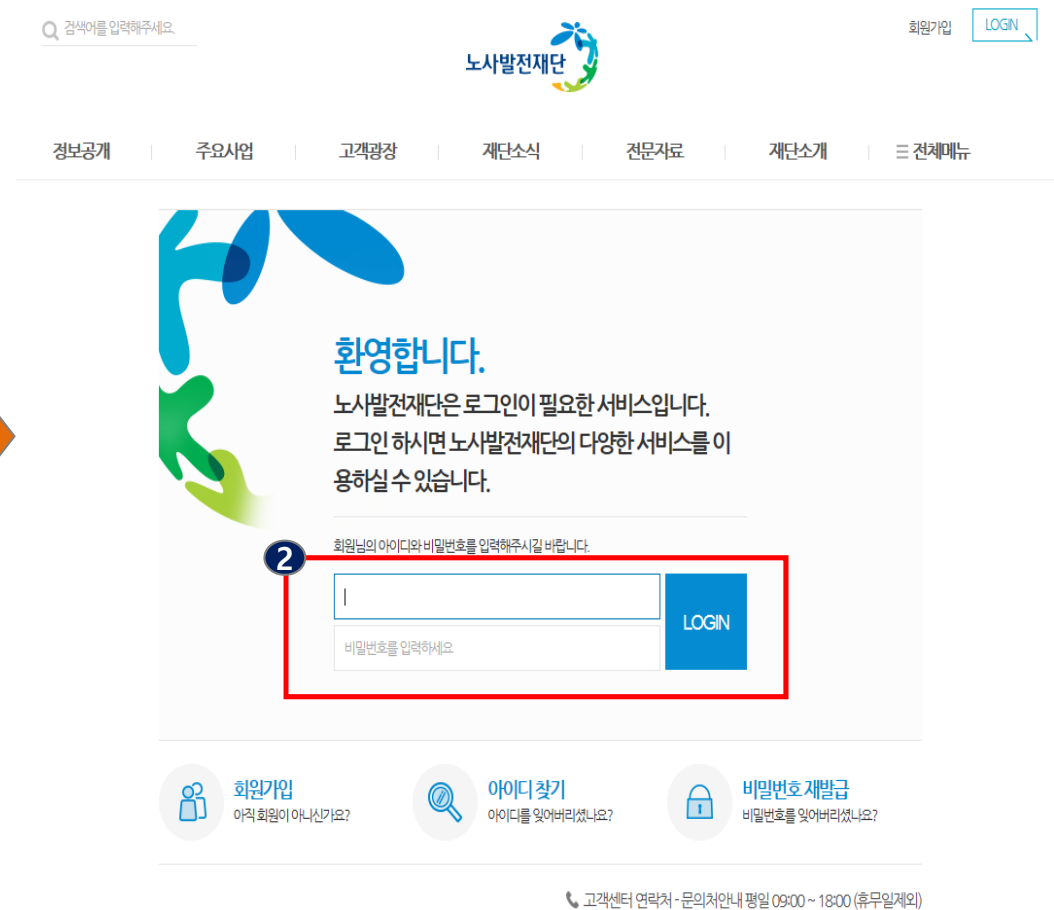 검색어를 입력해주세요.
노사발전재단
회원가입
LOGIN
정보공개
주요사업
고객광장
재단소식
전문자료
재단소개
전체메뉴
환영합니다.
노사발전재단은 로그인이 필요한 서비스입니다.
로그인 하시면 노사발전재단의 다양한 서비스를 이
용하실 수 있습니다.
회원님의 아이디와 비밀번호를 입력해주시길 바랍니다.
2
비밀번호를 입력하세요
LOGIN
회원가입
아직 회원이 아니신가요?
아이디 찾기
아이디를 잊어버리셨나요?
비밀번호 재발급
비밀번호를 잊어버리셨나요?
고객센터 연락처 - 문의처안내 평일 09:00 ~ 18:00 (휴무일제외)